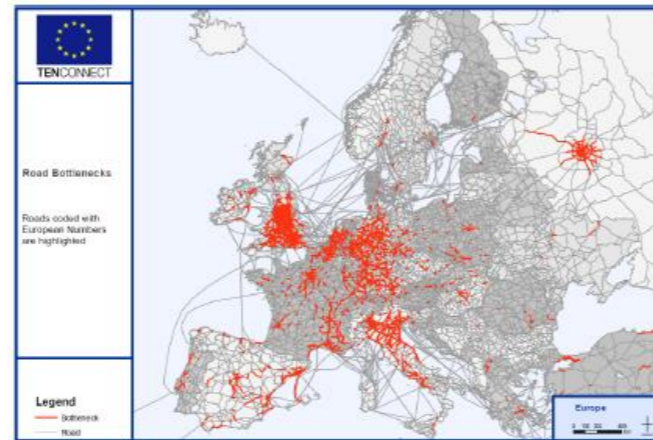 TENCONNECT
Road Bottlenecks
Roads coded with
European Numbers
are highlighted
Legend
Bottleneck
Road
Europe